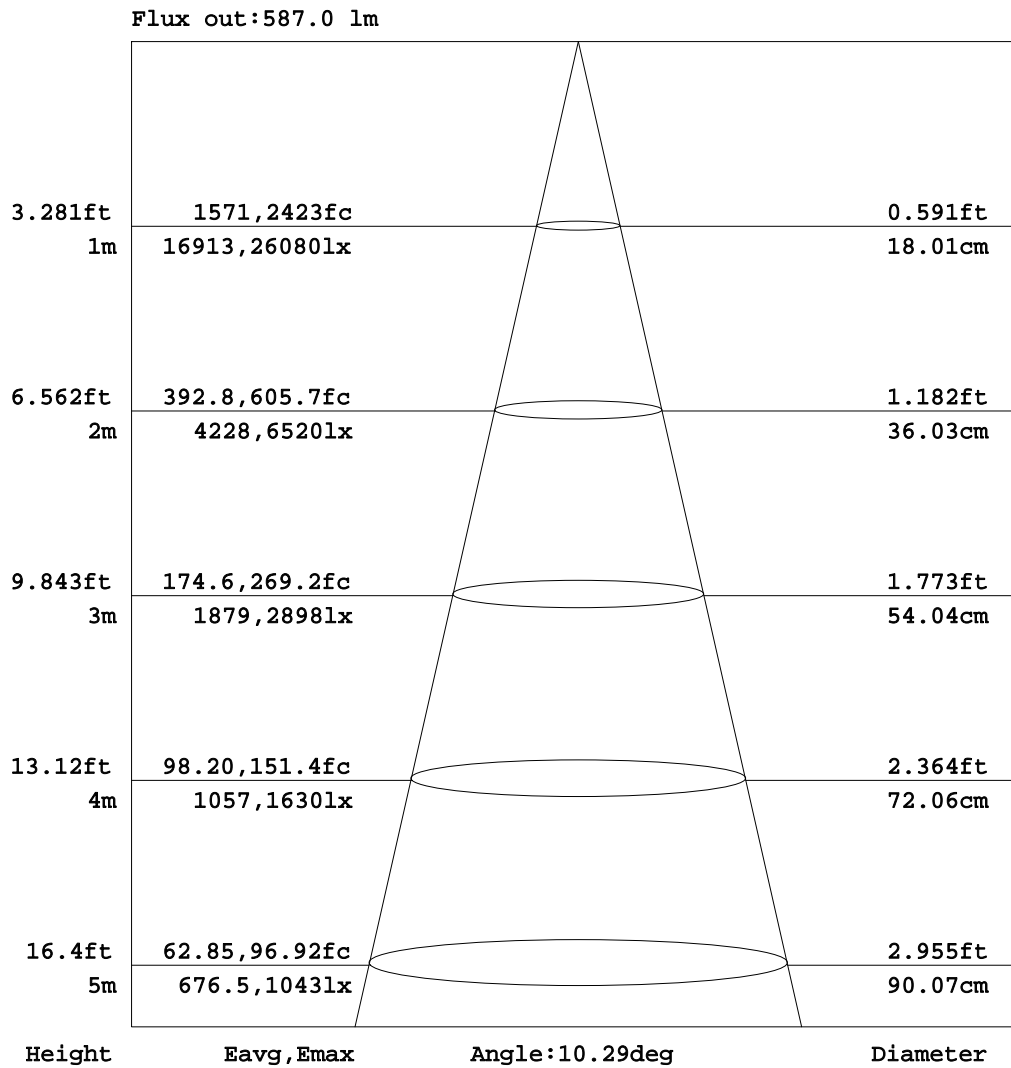 Flux out:587.0 lm
3.281ft 1571,2423fc 0.591ft
1m 16913,26080lx 18.01cm
6.562ft 392.8,605.7fc 1.182ft
2m 4228,6520lx 36.03cm
9.843ft 174.6,269.2fc 1.773ft
3m 1879,2898lx 54.04cm
13.12ft 98.20,151.4fc 2.364ft
4m 1057,1630lx 72.06cm
16.4ft 62.85,96.92fc 2.955ft
5m 676.5,1043lx 90.07cm
Height Eavg,Emax Angle:10.29deg Diameter